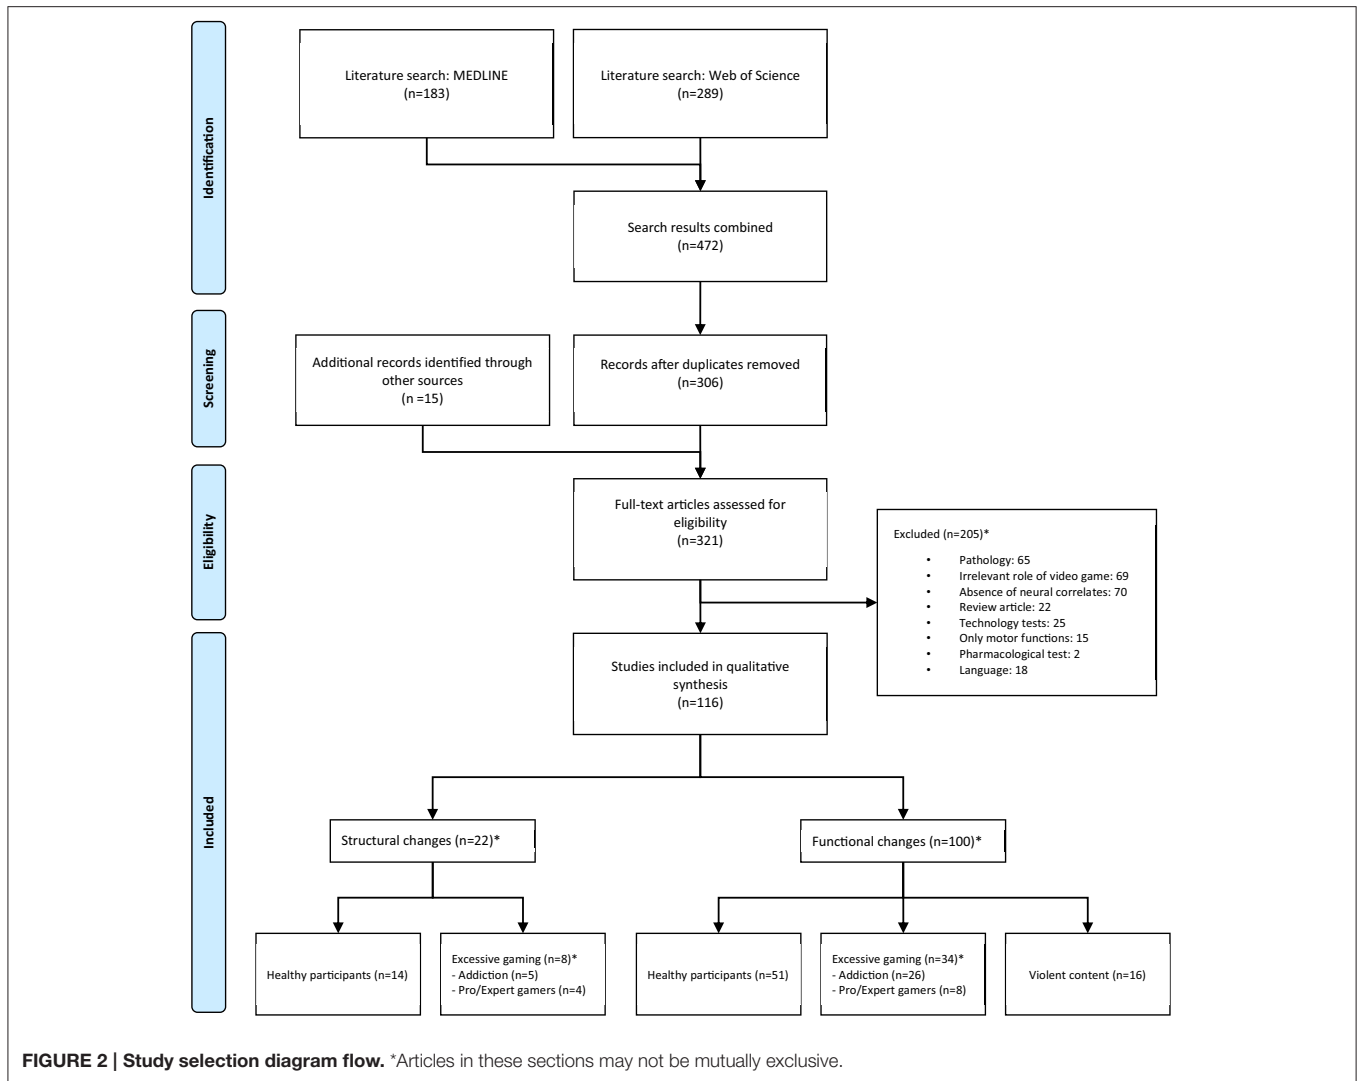 Identification
Literature search: MEDLINE
(n=183)
Literature search: Web of Science
(n=289)
Search results combined
(n=472)
Screening
Additional records identified through
other sources
(n =15)
Records after duplicates removed
(n=306)
Eligibility
Full-text articles assessed for
eligibility
(n=321)
Excluded (n=205)*
• Pathology: 65
• Irrelevant role of video game: 69
• Absence of neural correlates: 70
• Review article: 22
• Technology tests: 25
• Only motor functions: 15
• Pharmacological test: 2
• Language: 18
Included
Studies included in qualitative
synthesis
(n=116)
Structural changes (n=22)*
Functional changes (n=100)*
Healthy participants (n=14)
Excessive gaming (n=8)*
- Addiction (n=5)
- Pro/Expert gamers (n=4)
Healthy participants (n=51)
Excessive gaming (n=34)*
- Addiction (n=26)
- Pro/Expert gamers (n=8)
Violent content (n=16)
FIGURE 2 | Study selection diagram flow. *Articles in these sections may not be mutually exclusive.